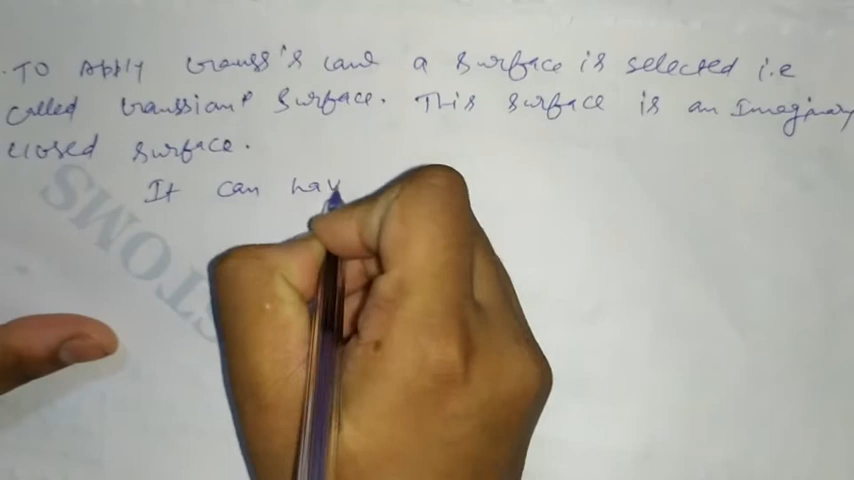 . To Apply Gauss's Law a surface is selected i.e
called Gaussian surface. This surface is an Imaginary
closed surface.
It can hav
STOMS